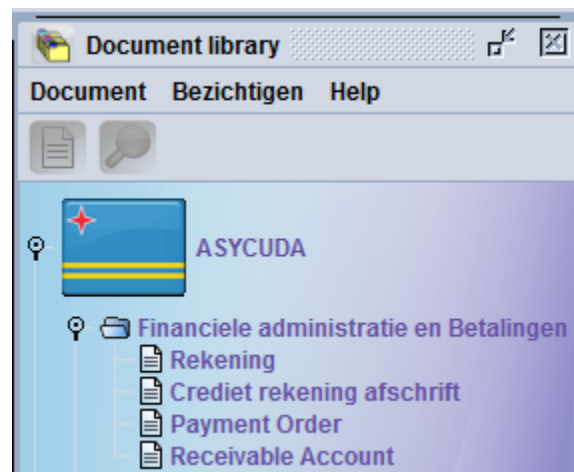 Document library
Document Bezichtigen Help
ASYCUDA
Financiele administratie en Betalingen
Rekening
Crediet rekening afschrift
Payment Order
Receivable Account